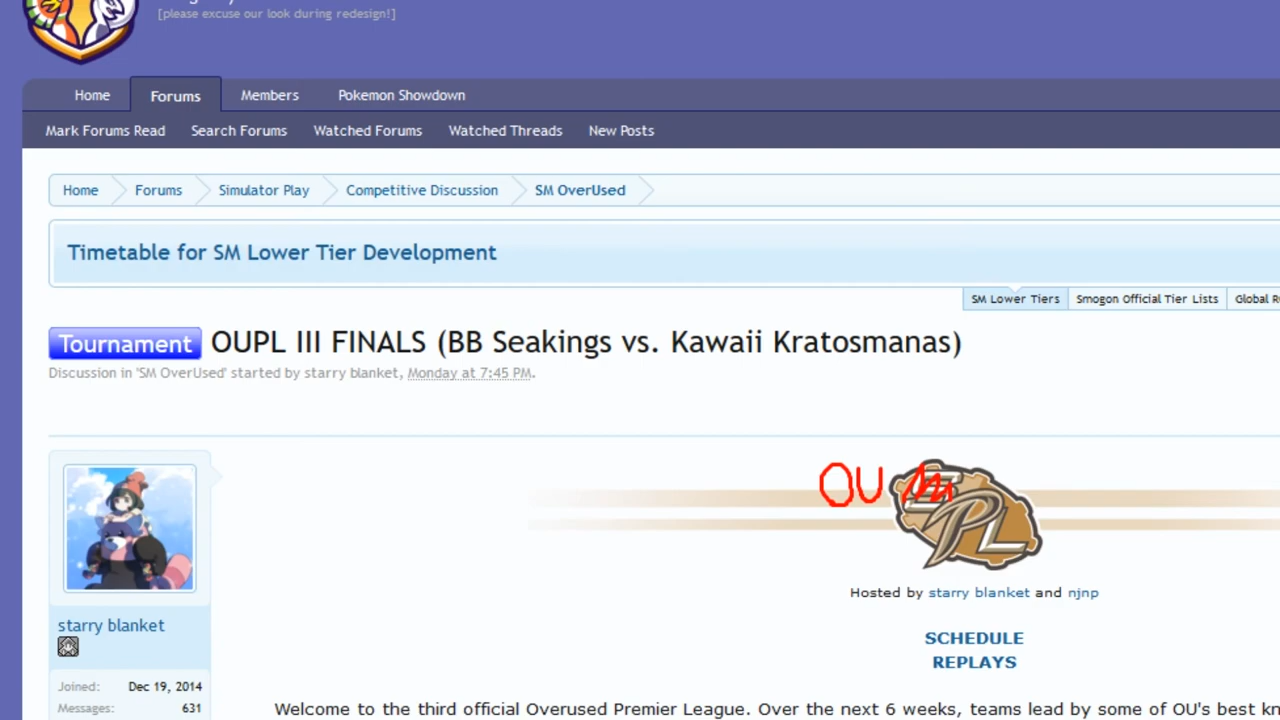 [please excuse our look during redesign!]
Home Forums Members Pokemon Showdown
Mark Forums Read Search Forums Watched Forums Watched Threads New Posts
Home Forums Simulator Play Competitive Discussion SM OverUsed
Timetable for SM Lower Tier Development
SM Lower Tiers Smogon Official Tier Lists Global
Tournament OUPL III FINALS (BB Seakings vs. Kawaii Kratosmanas)
Discussion in 'SM OverUsed' started by starry blanket, Monday at 7:45 PM.
OU
PL
Hosted by starry blanket and njnp
SCHEDULE
REPLAYS
starry blanket
Joined: Dec 19, 2014
Messages: 631
Welcome to the third official Overused Premier League. Over the next 6 weeks, teams lead by some of OU's best